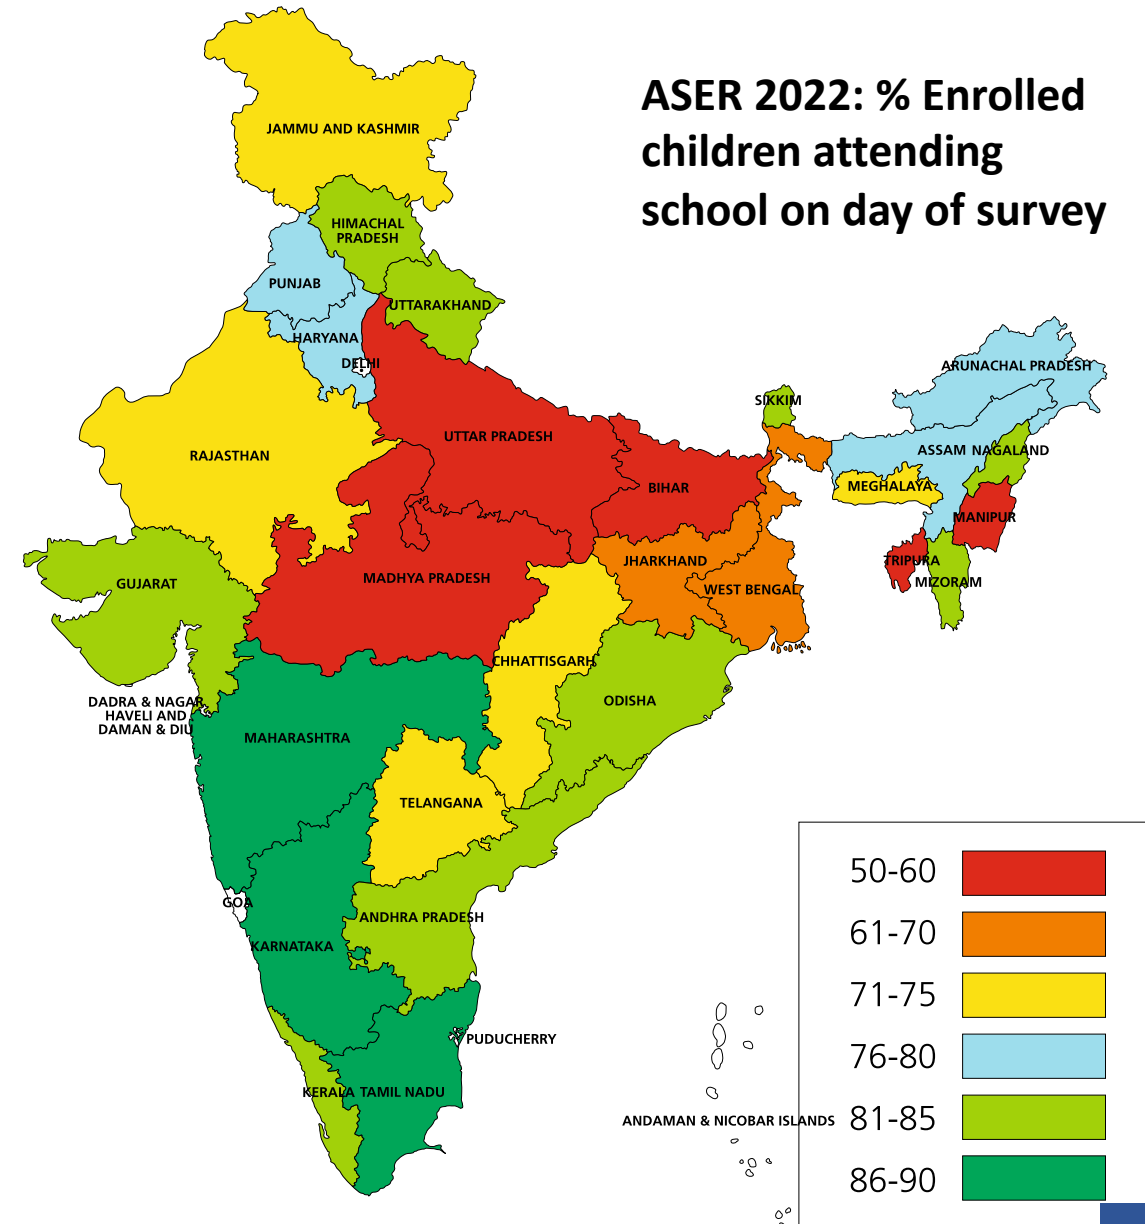 ASER 2022: % Enrolled
children attending
school on day of survey
JAMMU AND KASHMIR
HIMACHAL
PRADESH
PUNJAB
UTTARAKHAND
HARYANA
DELHI
ARUNACHAL PRADESH
SIKKIM
UTTAR PRADESH
RAJASTHAN
ASSAM
NAGALAND
BIHAR
MEGHALAYA
MANIPUR
TRIPURA
JHARKHAND
MADHYA PRADESH
GUJARAT
MIZORAM
WEST BENGAL
CHHATTISGARH
ODISHA
DADRA & NAGAR
HAVELI AND
DAMAN & DIU
MAHARASHTRA
TELANGANA
GOA
ANDHRA PRADESH
KARNATAKA
PUDUCHERRY
KERALA
TAMIL NADU
ANDAMAN & NICOBAR ISLANDS
50-60
61-70
71-75
76-80
81-85
86-90